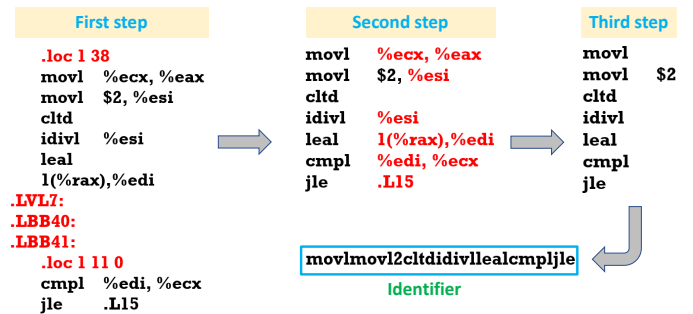 First step
.loc 1 38
movl %ecx, %eax
movl $2, %esi
cltd
idivl %esi
leal
1(%rax),%edi
.LVL7:
.LBB40:
.LBB41:
.loc 1 11 0
cmpl %edi, %ecx
jle .L15
Second step
movl %ecx, %eax
movl $2, %esi
cltd
idivl %esi
leal 1(%rax),%edi
cmpl %edi, %ecx
jle .L15
Third step
movl
movl $2
cltd
idivl
leal
cmpl
jle
movlmovl2cltdidivllealcmpljle
Identifier